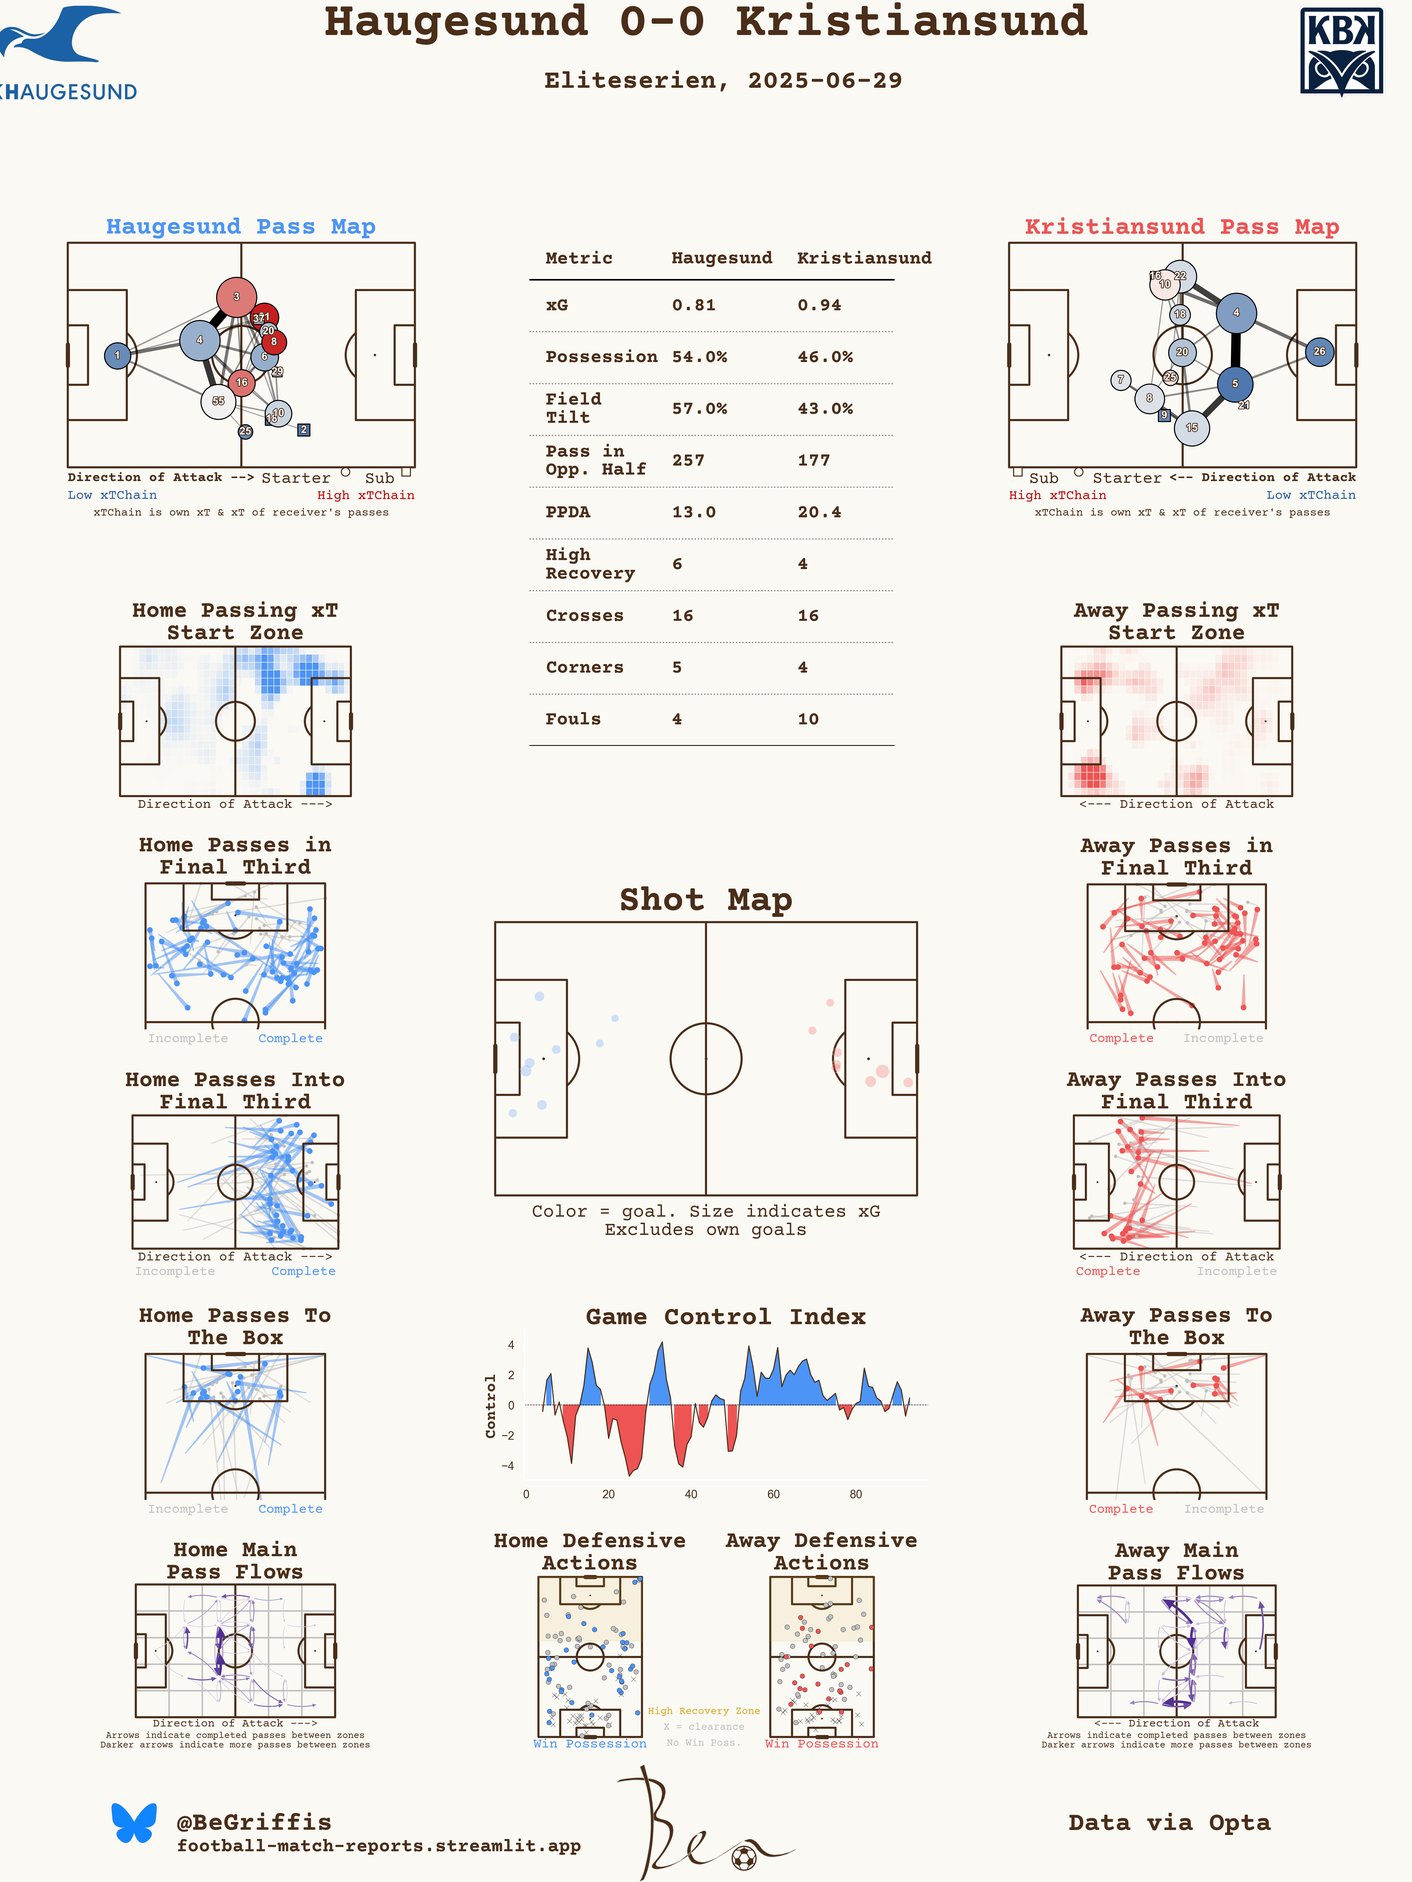 Haugesund 0-0 Kristiansund
Eliteserien, 2025-06-29
KHAUGESUND
KBK
Haugesund Pass Map
3
4
1
37
20
8
6
29
16
55
10
18
25
2
Direction of Attack --> Starter Sub
Low xTChain High xTChain
xTChain is own xT & xT of receiver's passes
Metric Haugesund Kristiansund
xG 0.81 0.94
Possession 54.0% 46.0%
Field
Tilt 57.0% 43.0%
Pass in
Opp. Half 257 177
PPDA 13.0 20.4
High
Recovery 6 4
Crosses 16 16
Corners 5 4
Fouls 4 10
Kristiansund Pass Map
16
22
10
18
4
20
26
7
25
5
8
9
21
15
Sub Starter <-- Direction of Attack
High xTChain Low xTChain
xTChain is own xT & xT of receiver's passes
Home Passing xT
Start Zone
Direction of Attack --->
Away Passing xT
Start Zone
<--- Direction of Attack
Home Passes in
Final Third
Incomplete Complete
Away Passes in
Final Third
Complete Incomplete
Shot Map
Color = goal. Size indicates xG
Excludes own goals
Home Passes Into
Final Third
Direction of Attack --->
Incomplete Complete
Away Passes Into
Final Third
<--- Direction of Attack
Complete Incomplete
Home Passes To
The Box
Incomplete Complete
Game Control Index
Control
4
2
0
−2
−4
0 20 40 60 80
Away Passes To
The Box
Complete Incomplete
Home Main
Pass Flows
Direction of Attack --->
Arrows indicate completed passes between zones
Darker arrows indicate more passes between zones
Home Defensive
Actions
Win Possession
Away Defensive
Actions
Win Possession
High Recovery Zone
X = clearance
No Win Poss.
Away Main
Pass Flows
<--- Direction of Attack
Arrows indicate completed passes between zones
Darker arrows indicate more passes between zones
@BeGriffis
football-match-reports.streamlit.app
Ben
Data via Opta